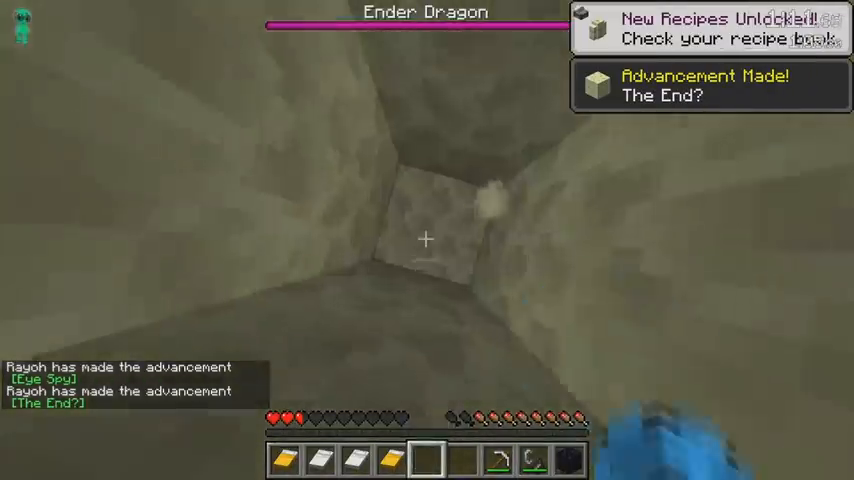 Ender Dragon
New Recipes Unlocked!
Check your recipe book
Advancement Made!
The End?
Rayoh has made the advancement
[Eye Spy]
Rayoh has made the advancement
[The End?]